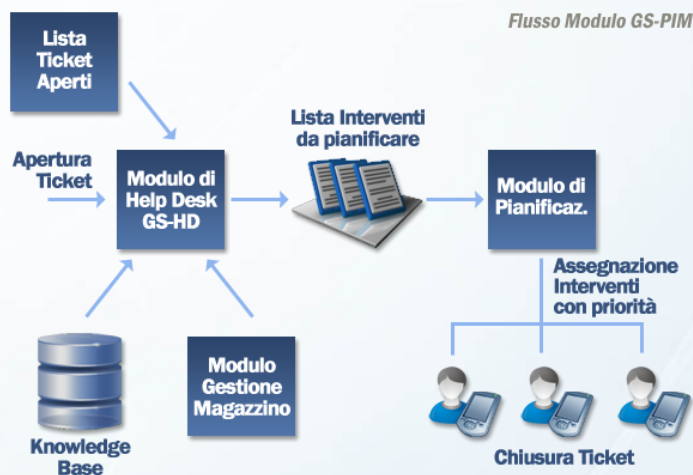 Flusso Modulo GS-PIM
Lista
Ticket
Aperti
Lista Interventi
da pianificare
Apertura
Ticket
Modulo di
Help Desk
GS-HD
Modulo di
Pianificaz.
Assegnazione
Interventi
con priorità
Modulo
Gestione
Magazzino
Knowledge
Base
Chiusura Ticket